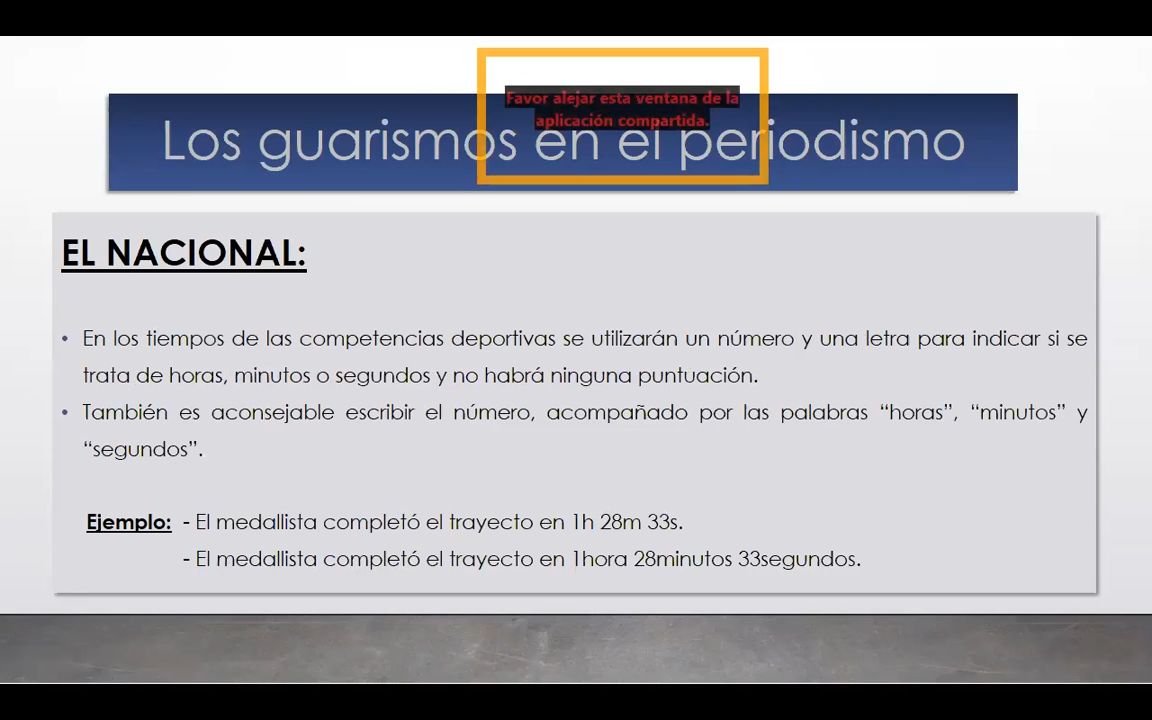 Favor alejar esta ventana de la
aplicación compartida.
Los guarismos en el periodismo
EL NACIONAL:
• En los tiempos de las competencias deportivas se utilizarán un número y una letra para indicar si se
trata de horas, minutos o segundos y no habrá ninguna puntuación.
• También es aconsejable escribir el número, acompañado por las palabras “horas”, “minutos” y
“segundos”.
Ejemplo: - El medallista completó el trayecto en 1h 28m 33s.
- El medallista completó el trayecto en 1hora 28minutos 33segundos.